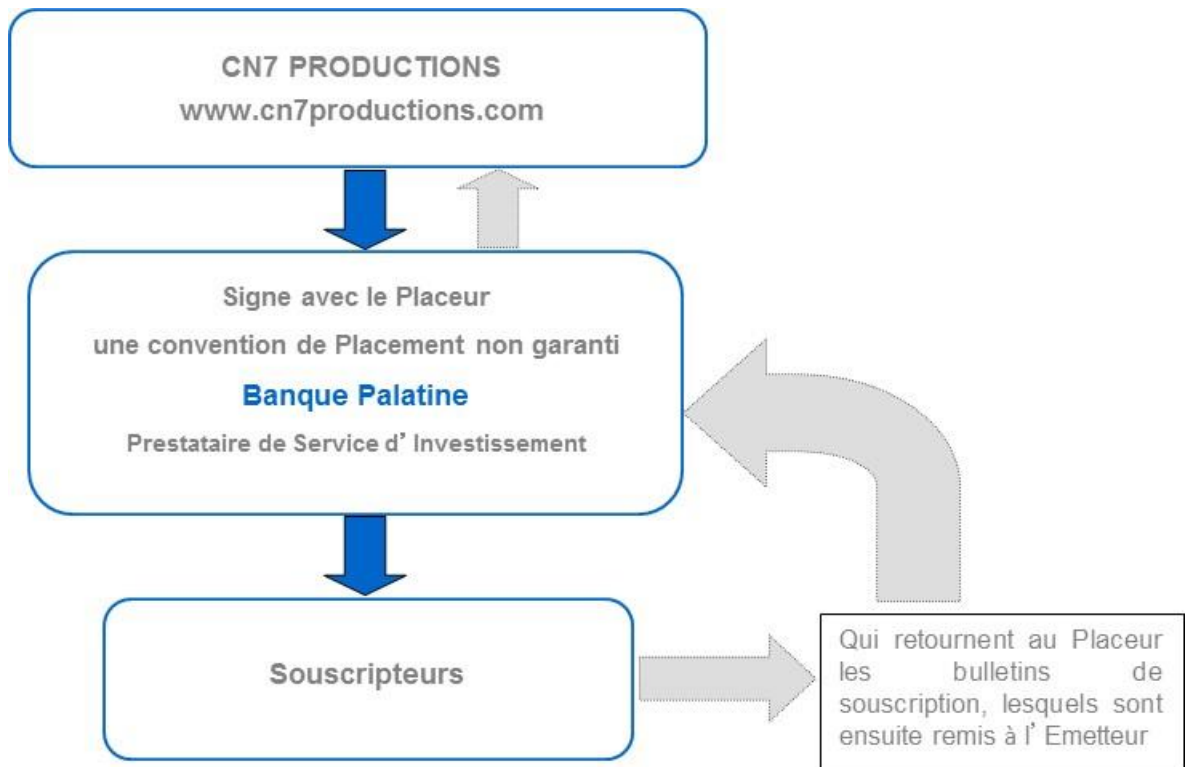 CN7 PRODUCTIONS
www.cn7productions.com
Signe avec le Placeur
une convention de Placement non garanti
Banque Palatine
Prestataire de Service d’ Investissement
Souscripteurs
Qui retournent au Placeur
les bulletins de
souscription, lesquels sont
ensuite remis à l’ Emetteur